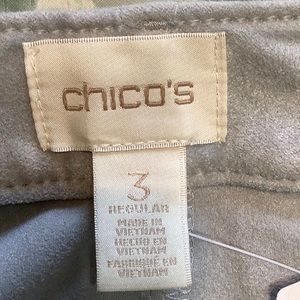 chico's
3
REGULAR
MADE IN
VIETNAM
HECHO EN
VIETNAM
FABRIQUÉ EN
VIETNAM